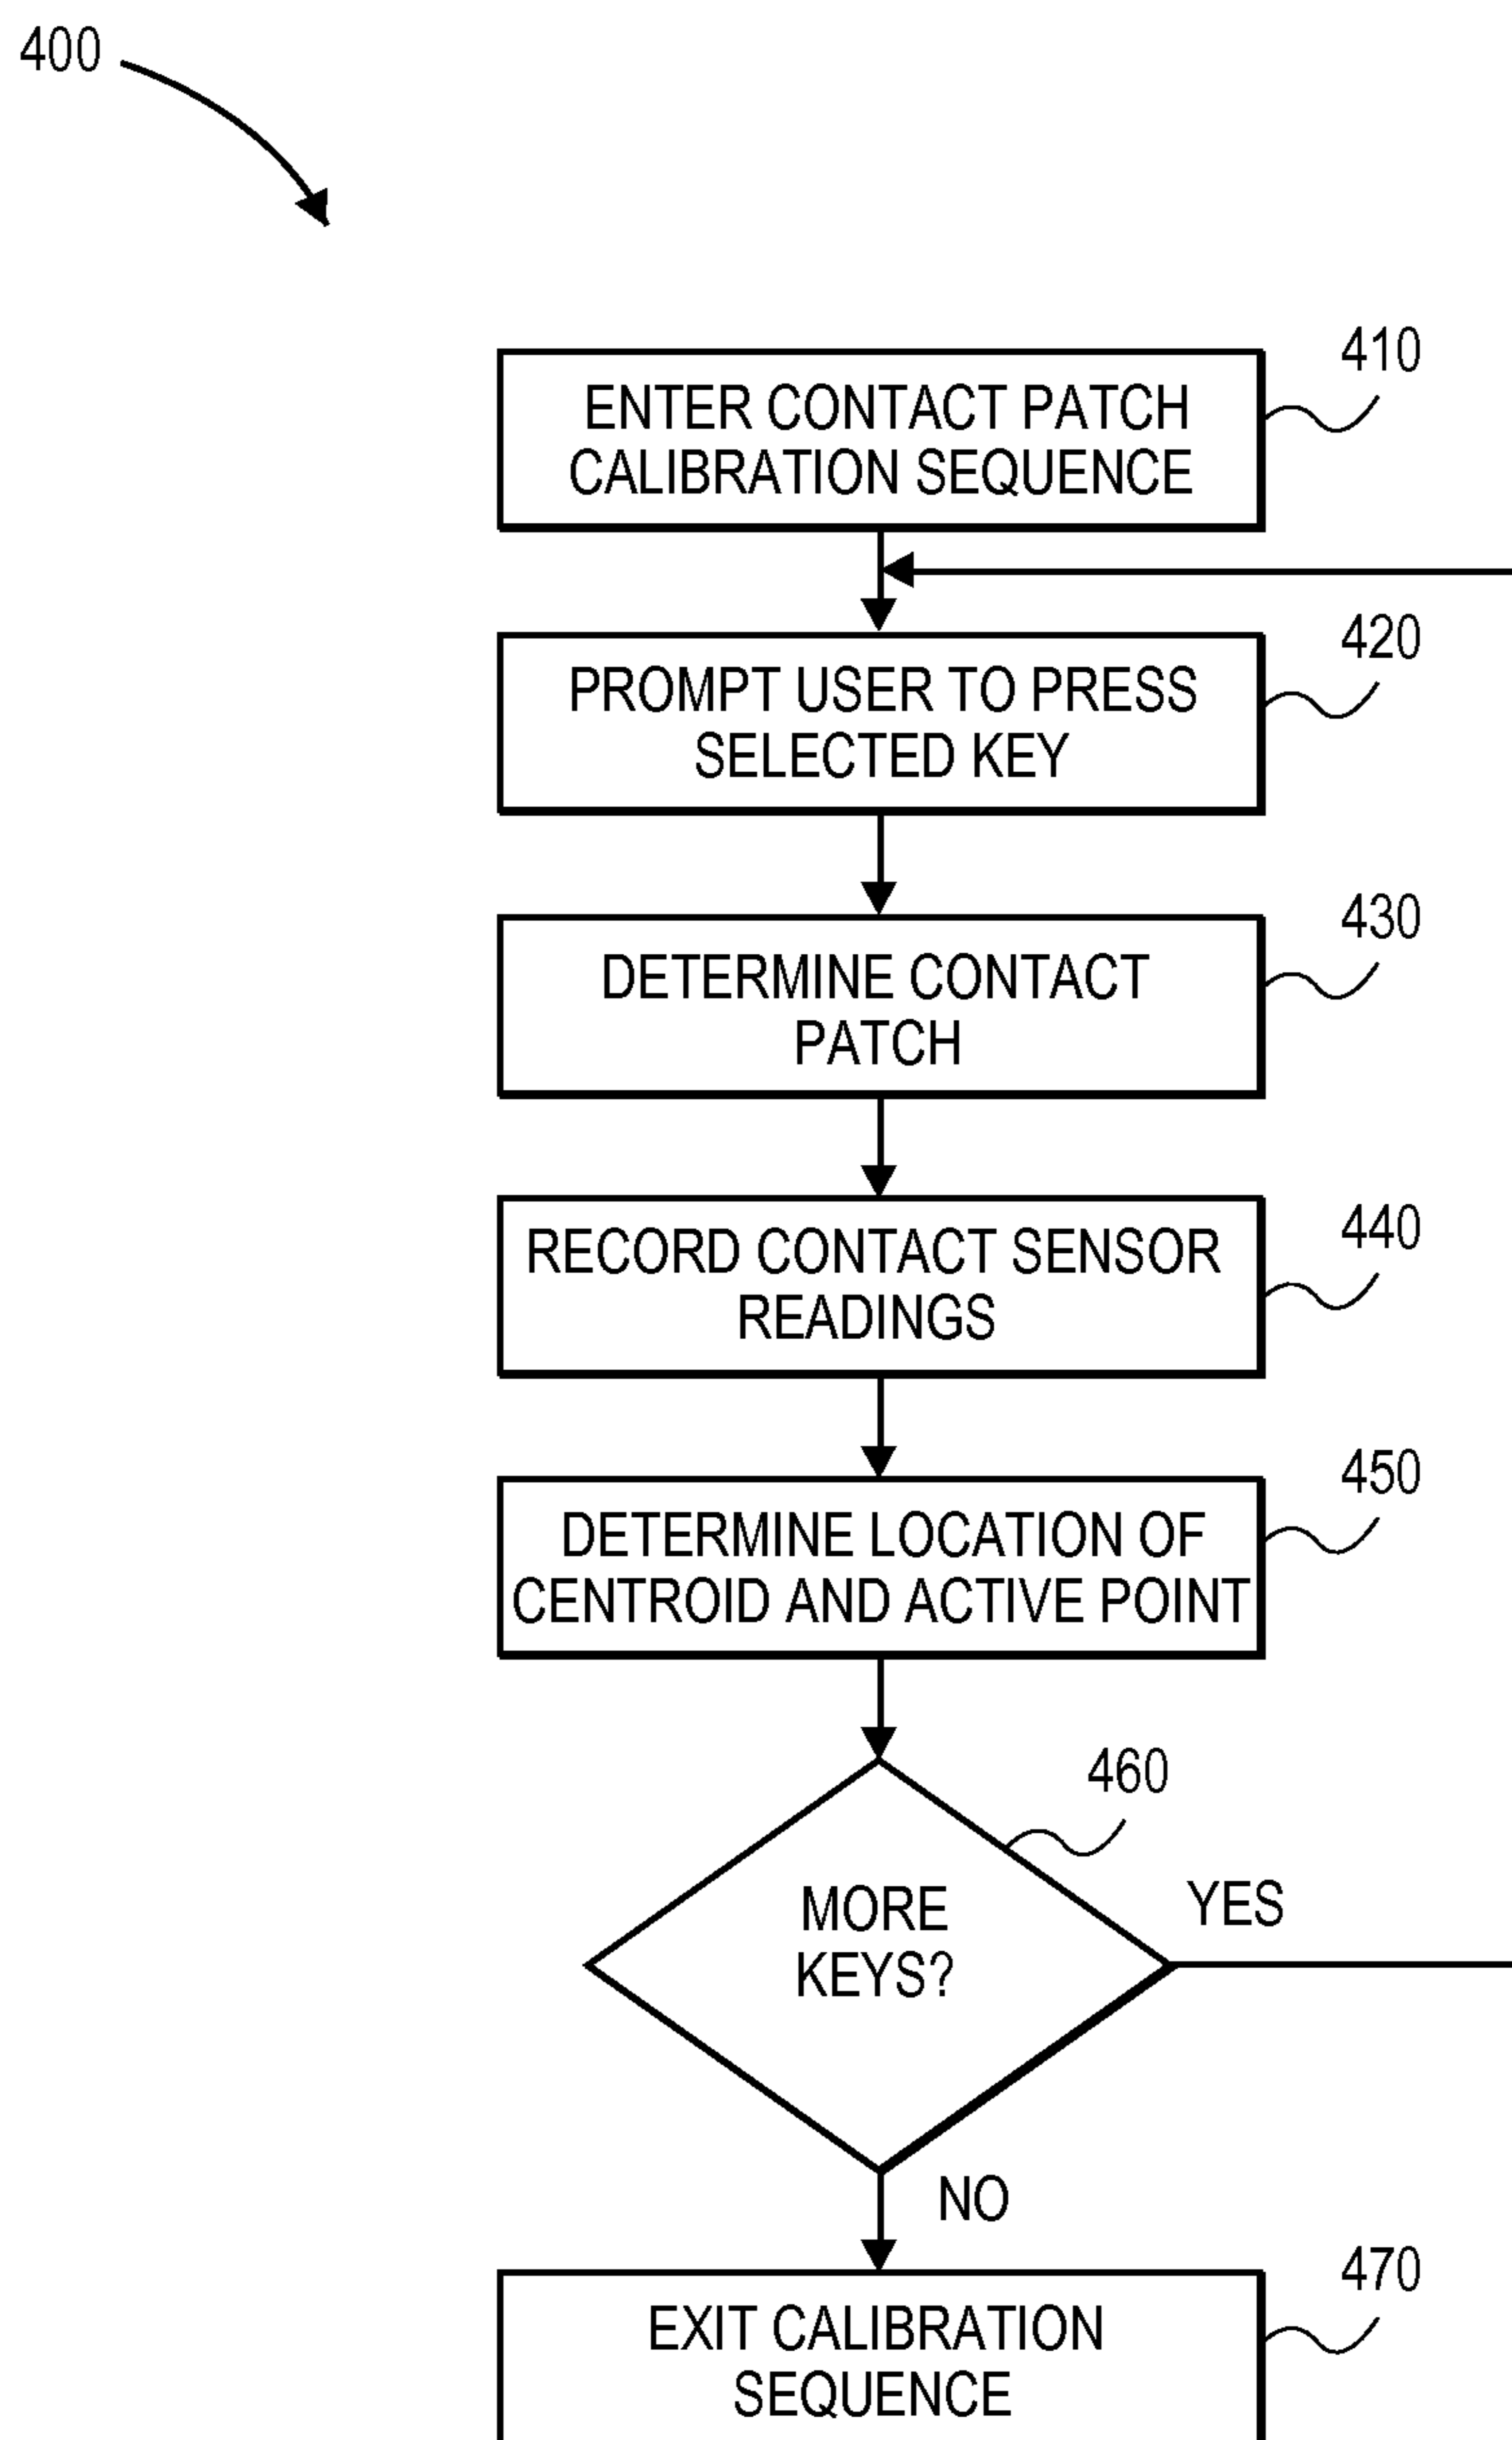 400
410
ENTER CONTACT PATCH
CALIBRATION SEQUENCE
420
PROMPT USER TO PRESS
SELECTED KEY
430
DETERMINE CONTACT
PATCH
440
RECORD CONTACT SENSOR
READINGS
450
DETERMINE LOCATION OF
CENTROID AND ACTIVE POINT
460
YES
MORE
KEYS?
NO
470
EXIT CALIBRATION
SEQUENCE